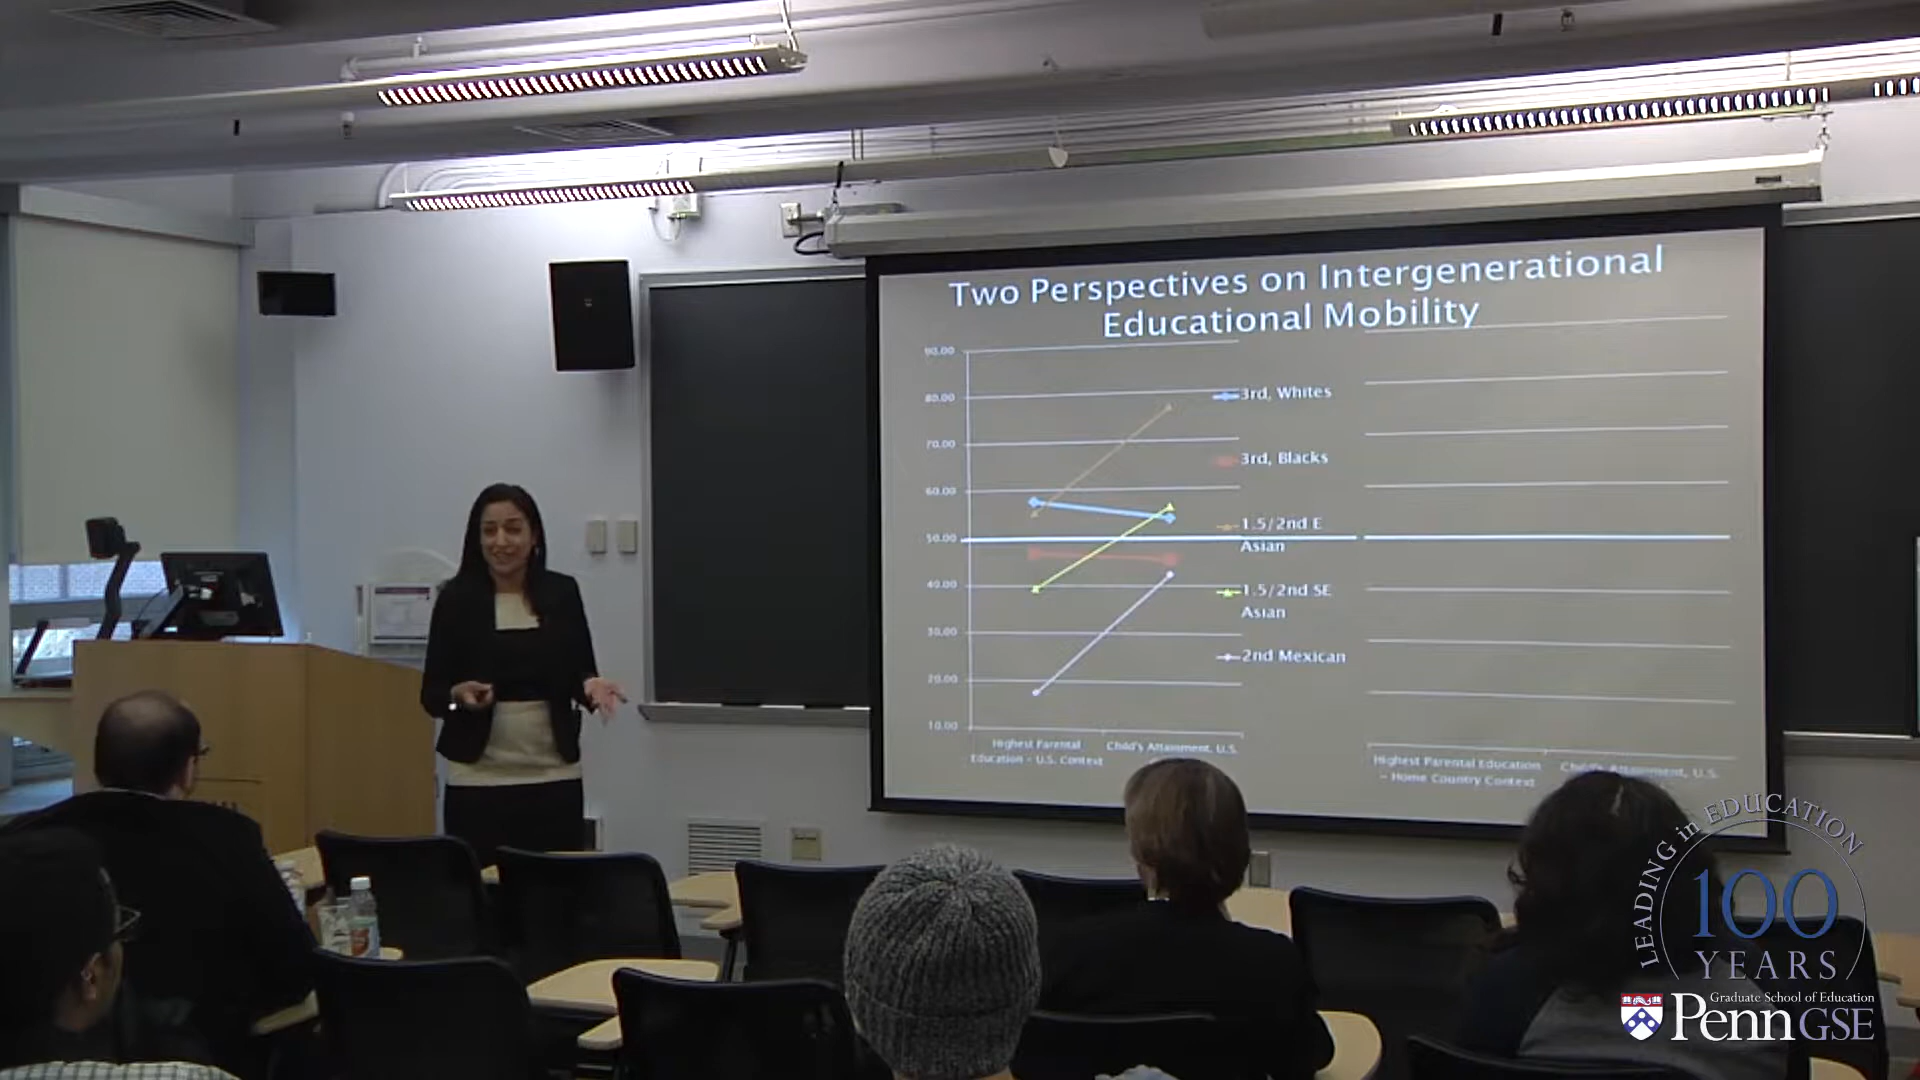 Two Perspectives on Intergenerational
Educational Mobility
90.00
80.00
70.00
60.00
50.00
40.00
30.00
20.00
10.00
3rd, Whites
3rd, Blacks
1.5/2nd E
Asian
1.5/2nd SE
Asian
2nd Mexican
Highest Parental
Education - U.S. Context
Child's Attainment, U.S.
Highest Parental Education
- Home Country Context
Child's Attainment, U.S.
LEADING in EDUCATION
100
YEARS
Graduate School of Education
Penn GSE